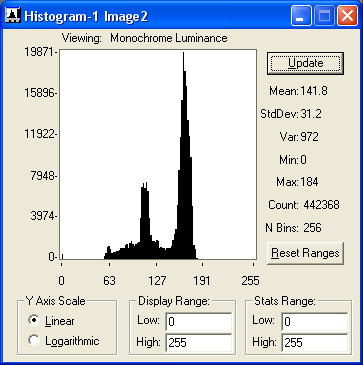 Histogram-1 Image2
Viewing: Monochrome Luminance
19871
15896
11922
7948
3974
0
0 63 127 191 255
Update
Mean: 141.8
StdDev: 31.2
Var: 972
Min: 0
Max: 184
Count: 442368
N Bins: 256
Reset Ranges
Y Axis Scale
Linear
Logarithmic
Display Range:
Low: 0
High: 255
Stats Range:
Low: 0
High: 255